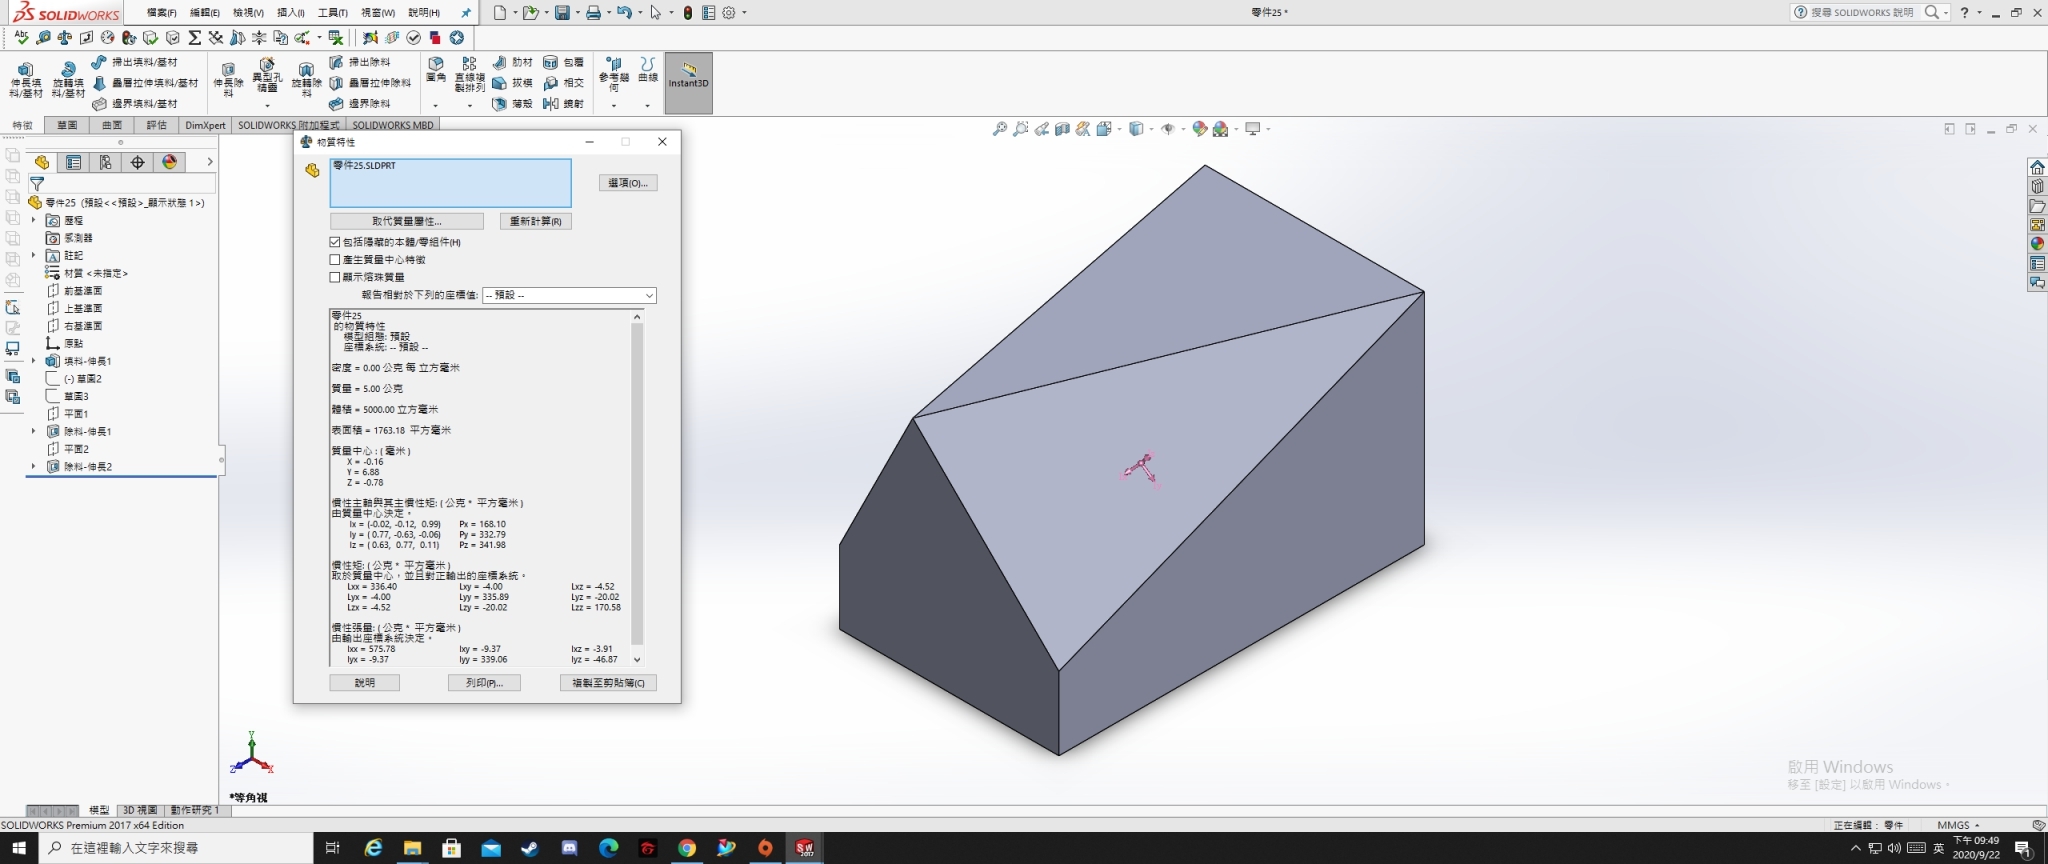 SOLIDWORKS
檔案(F) 編輯(E) 檢視(V) 插入(I) 工具(T) 視窗(W) 說明(H)
零件25 *
搜尋 SOLIDWORKS 說明
伸長填料/基材
旋轉填料/基材
掃出填料/基材
疊層拉伸填料/基材
邊界填料/基材
伸長除料
異型孔精靈
旋轉除料
掃出除料
疊層拉伸除料
邊界除料
圓角
直線複製排列
肋材
拔模
薄殼
包覆
相交
鏡射
參考幾何
曲線
Instant3D
特徵 草圖 曲面 評估 DimXpert SOLIDWORKS 附加程式 SOLIDWORKS MBD
零件25 (預設<<預設>_顯示狀態 1>)
歷程
感測器
註記
材質 <未指定>
前基準面
上基準面
右基準面
原點
填料-伸長1
(-) 草圖2
草圖3
平面1
除料-伸長1
平面2
除料-伸長2
物質特性
零件25.SLDPRT
選項(O)...
取代質量屬性... 重新計算(R)
包括隱藏的本體/零組件(H)
產生質量中心特徵
顯示熔珠質量
報告相對於下列的座標值: -- 預設 --
零件25
的物質特性
模型組態: 預設
座標系統: -- 預設 --
密度 = 0.00 公克 每 立方毫米
質量 = 5.00 公克
體積 = 5000.00 立方毫米
表面積 = 1763.18 平方毫米
質量中心 : ( 毫米 )
X = -0.16
Y = 6.88
Z = -0.78
慣性主軸與其主慣性矩: ( 公克 * 平方毫米 )
由質量中心決定。
Ix = (-0.02, -0.12, 0.99) Px = 168.10
Iy = ( 0.77, -0.63, -0.06) Py = 332.79
Iz = ( 0.63, 0.77, 0.11) Pz = 341.98
慣性矩: ( 公克 * 平方毫米 )
取於質量中心，並且對正輸出的座標系統。
Lxx = 336.40 Lxy = -4.00 Lxz = -4.52
Lyx = -4.00 Lyy = 335.89 Lyz = -20.02
Lzx = -4.52 Lzy = -20.02 Lzz = 170.58
慣性張量: ( 公克 * 平方毫米 )
由輸出座標系統決定。
Ixx = 575.78 Ixy = -9.37 Ixz = -3.91
Iyx = -9.37 Iyy = 339.06 Iyz = -46.87
說明 列印(P)... 複製至剪貼簿(C)
Y
Z
X
*等角視
啟用 Windows
移至 [設定] 以啟用 Windows。
模型 3D 視圖 動作研究 1
SOLIDWORKS Premium 2017 x64 Edition
正在編輯： 零件 MMGS
在這裡輸入文字來搜尋
英
下午 09:49
2020/9/22